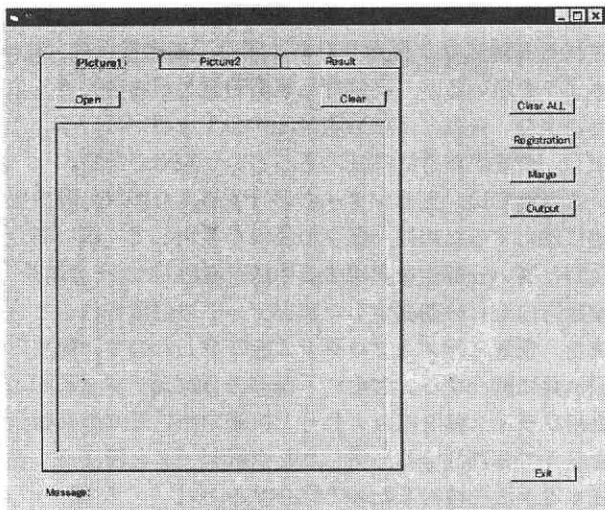 Picture1 Picture2 Result
Open Clear
Clear ALL
Registration
Marge
Output
Exit
Message: